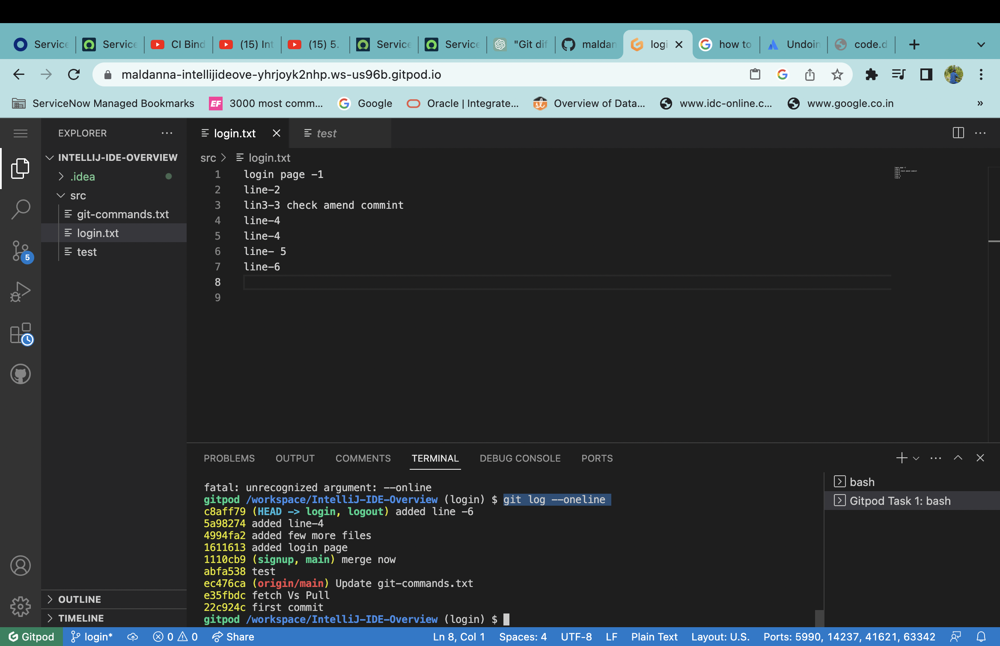 Service Service CI Bind (15) Int (15) 5. Service Service "Git dif maldan logi how to Undoin code.d
maldanna-intellijideove-yhrjoyk2nhp.ws-us96b.gitpod.io
ServiceNow Managed Bookmarks EF 3000 most comm... Google Oracle | Integrate... Overview of Data... www.idc-online.c... www.google.co.in »
EXPLORER ··· login.txt test ···
INTELLIJ-IDE-OVERVIEW
.idea
src
git-commands.txt
login.txt
test
5
OUTLINE
TIMELINE
src > login.txt
1 login page -1
2 line-2
3 lin3-3 check amend commint
4 line-4
5 line-4
6 line- 5
7 line-6
8
9
PROBLEMS OUTPUT COMMENTS TERMINAL DEBUG CONSOLE PORTS
fatal: unrecognized argument: --online
gitpod /workspace/IntelliJ-IDE-Overview (login) $ git log --oneline
c8aff79 (HEAD -> login, logout) added line -6
5a98274 added line-4
4994fa2 added few more files
1611613 added login page
1110cb9 (signup, main) merge now
abfa538 test
ec476ca (origin/main) Update git-commands.txt
e35fbdc fetch Vs Pull
22c924c first commit
gitpod /workspace/IntelliJ-IDE-Overview (login) $
bash
Gitpod Task 1: bash
Gitpod login* 0 0 Share Ln 8, Col 1 Spaces: 4 UTF-8 LF Plain Text Layout: U.S. Ports: 5990, 14237, 41621, 63342